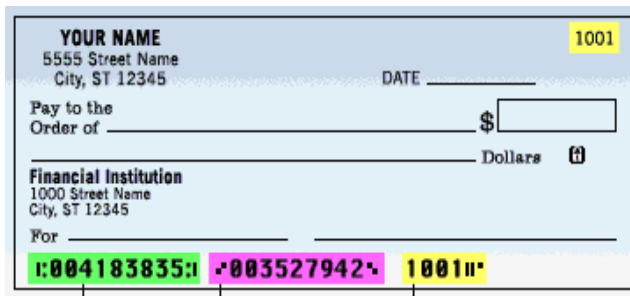 YOUR NAME
1001
5555 Street Name
City, ST 12345
DATE
Pay to the
Order of
$
Dollars
Financial Institution
1000 Street Name
City, ST 12345
For
⑆004183835⑆ ⑈003527942⑈ 1001⑈